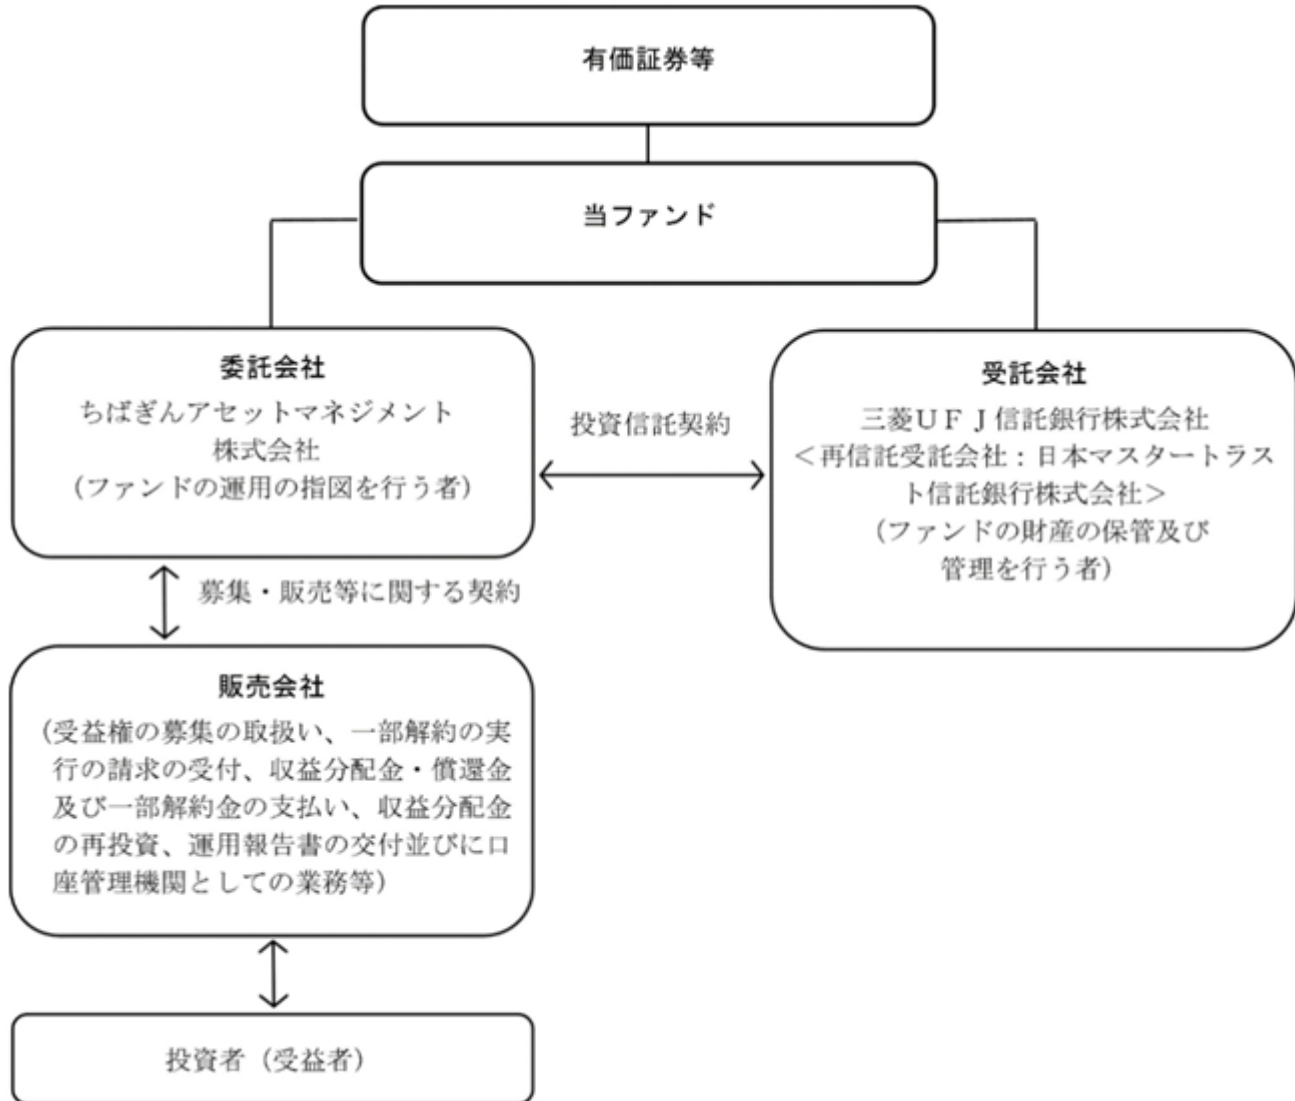 有価証券等
当ファンド
委託会社
ちばぎんアセットマネジメント
株式会社
（ファンドの運用の指図を行う者）
投資信託契約
受託会社
三菱ＵＦＪ信託銀行株式会社
＜再信託受託会社：日本マスタートラス
ト信託銀行株式会社＞
（ファンドの財産の保管及び
管理を行う者）
募集・販売等に関する契約
販売会社
（受益権の募集の取扱い、一部解約の実
行の請求の受付、収益分配金・償還金
及び一部解約金の支払い、収益分配金
の再投資、運用報告書の交付並びに口
座管理機関としての業務等）
投資者（受益者）